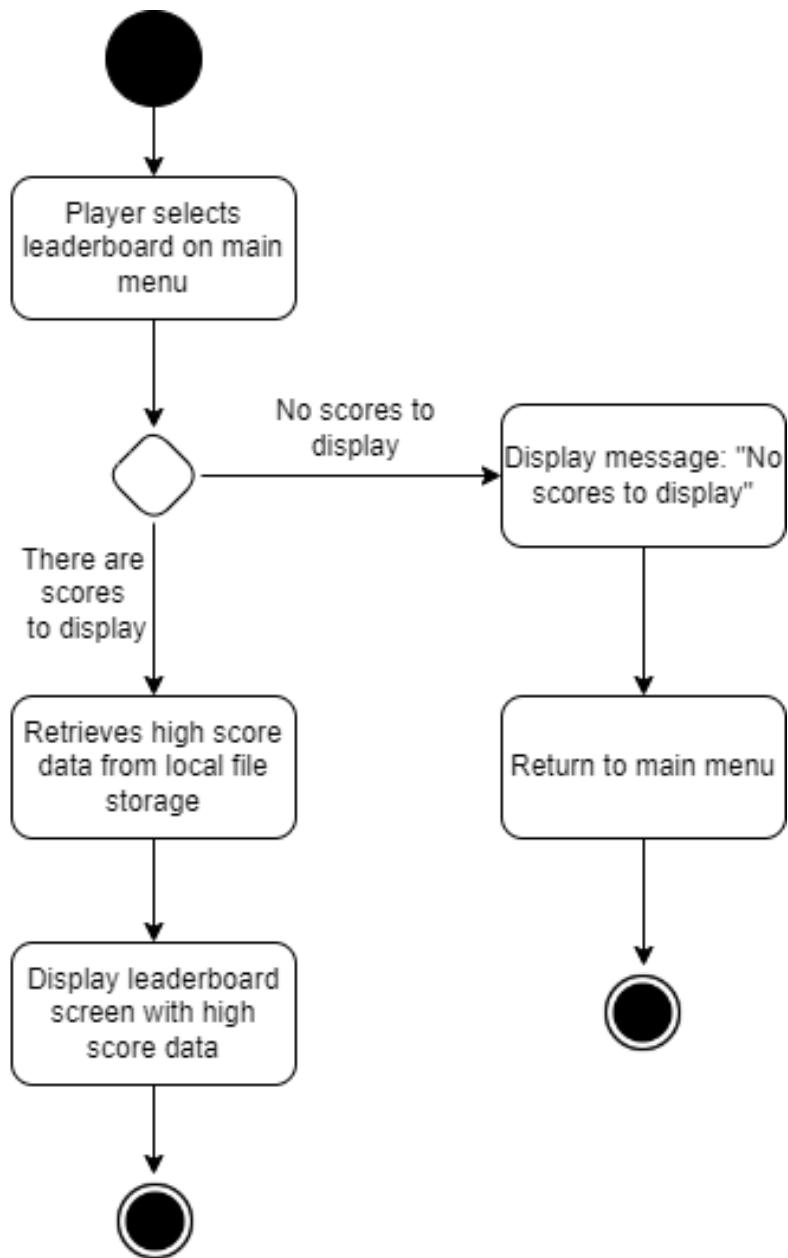 Player selects
leaderboard on main
menu
No scores to
display
Display message: "No
scores to display"
There are
scores
to display
Retrieves high score
data from local file
storage
Return to main menu
Display leaderboard
screen with high
score data